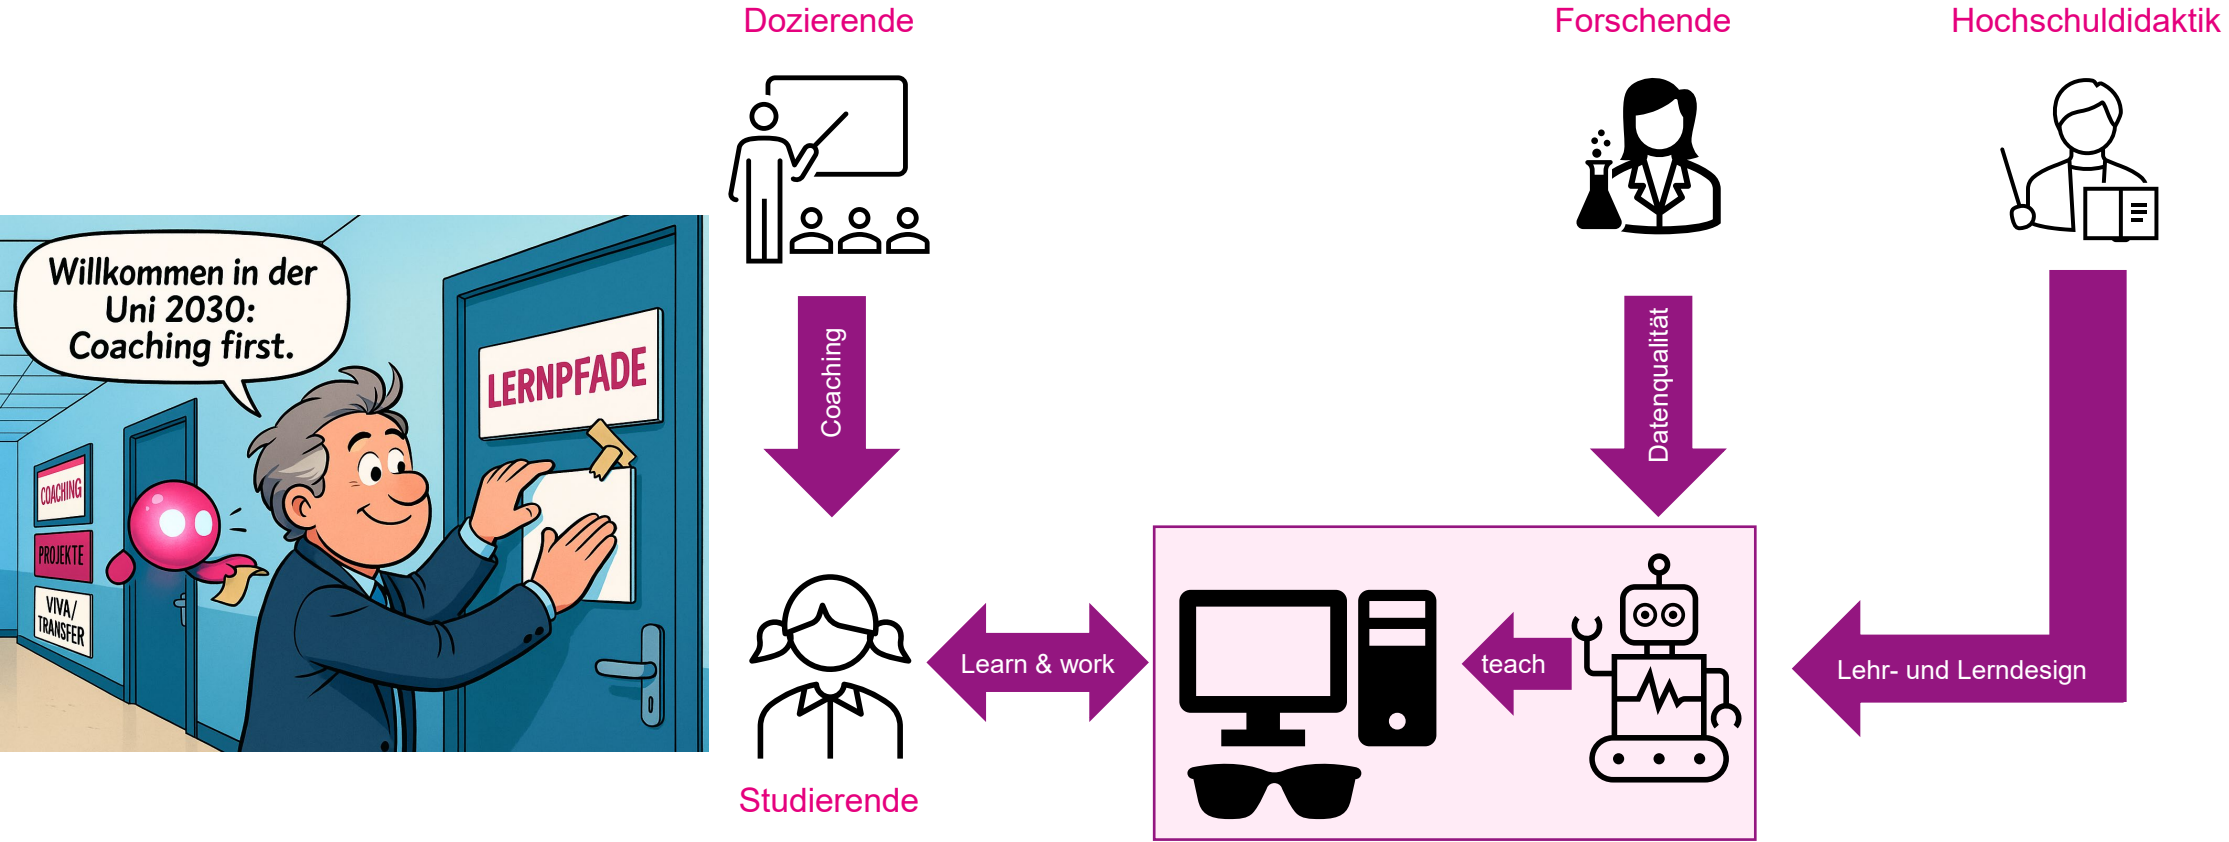 Dozierende
Forschende
Hochschuldidaktik
Willkommen in der
Uni 2030:
Coaching first.
LERNPFADE
COACHING
PROJEKTE
VIVA/
TRANSFER
Coaching
Datenqualität
Learn & work
teach
Lehr- und Lerndesign
Studierende